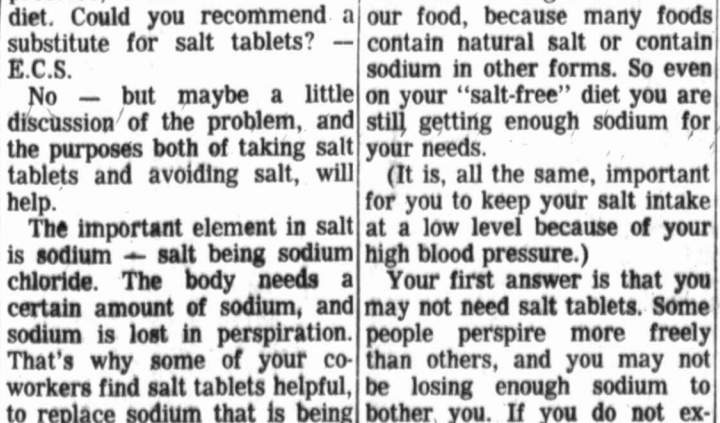 diet. Could you recommend a
substitute for salt tablets? —
E.C.S.
No — but maybe a little
discussion of the problem, and
the purposes both of taking salt
tablets and avoiding salt, will
help.
The important element in salt
is sodium — salt being sodium
chloride. The body needs a
certain amount of sodium, and
sodium is lost in perspiration.
That's why some of your co-
workers find salt tablets helpful,
to replace sodium that is being
our food, because many foods
contain natural salt or contain
sodium in other forms. So even
on your "salt-free" diet you are
still getting enough sodium for
your needs.
(It is, all the same, important
for you to keep your salt intake
at a low level because of your
high blood pressure.)
Your first answer is that you
may not need salt tablets. Some
people perspire more freely
than others, and you may not
be losing enough sodium to
bother you. If you do not ex-